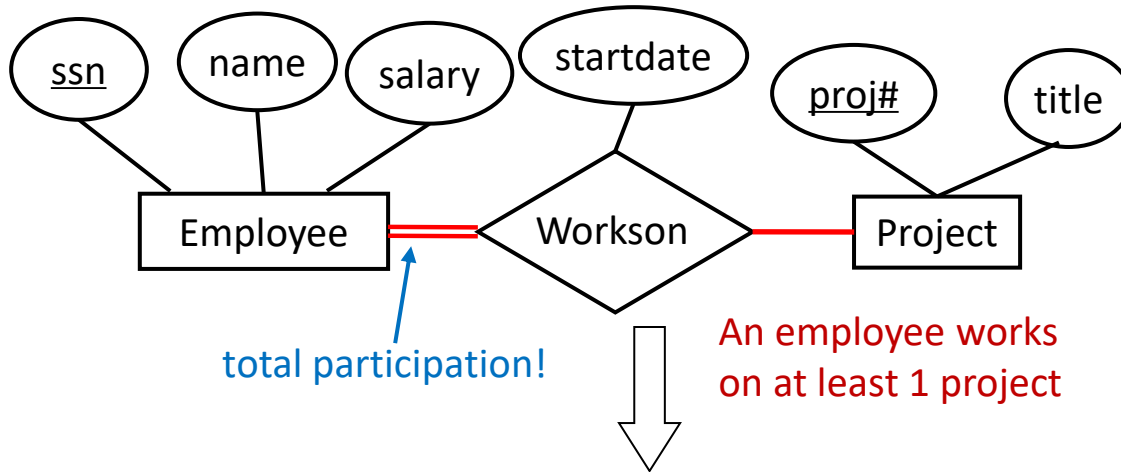 ssn
name
salary
startdate
proj#
title
Employee
Workson
Project
total participation!
An employee works
on at least 1 project